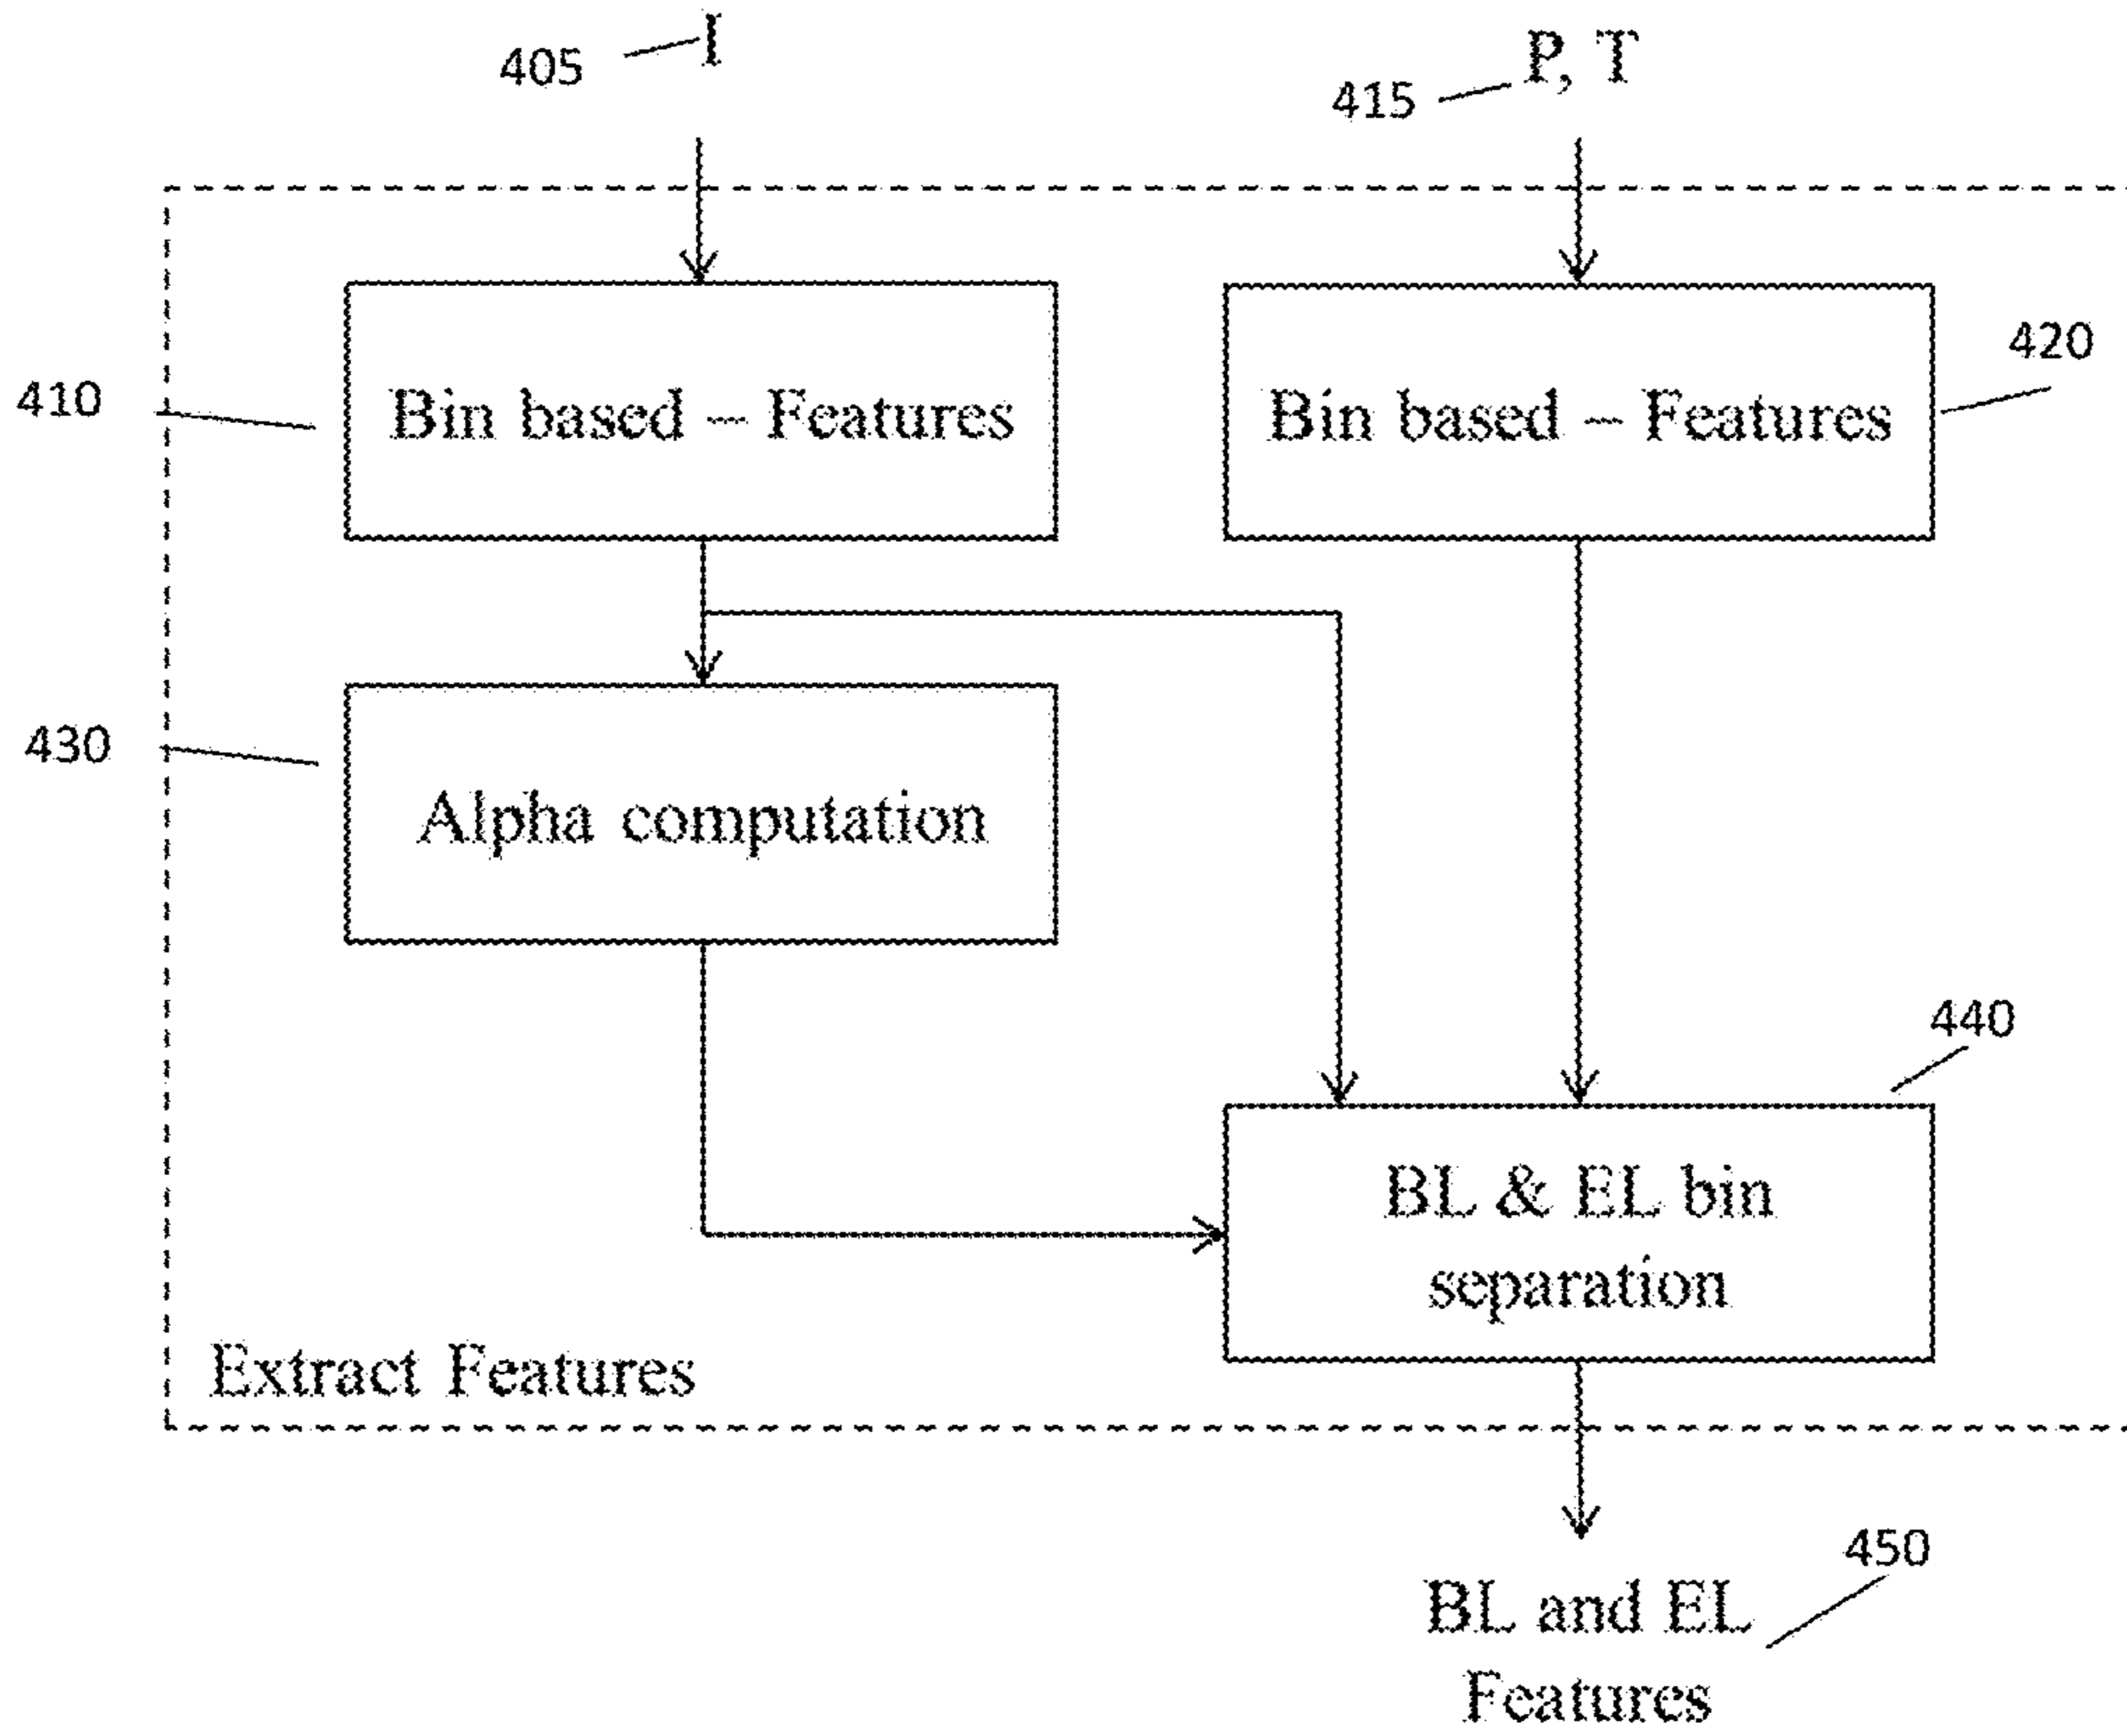 405
I
415
P, T
410
Bin based – Features
Bin based – Features
420
430
Alpha computation
440
BL & EL bin
separation
Extract Features
450
BL and EL
Features